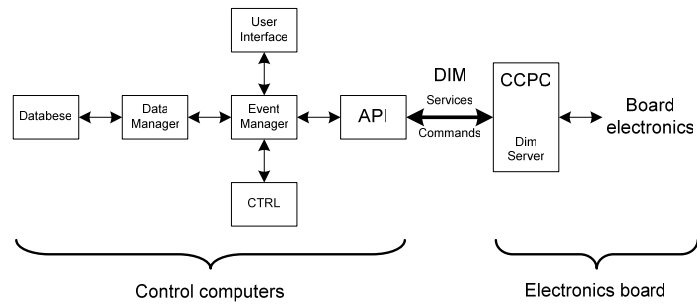 User
Interface
DIM
Services
Commands
CCPC
Dim
Server
Board
electronics
Databese
Data
Manager
Event
Manager
API
CTRL
Control computers
Electronics board